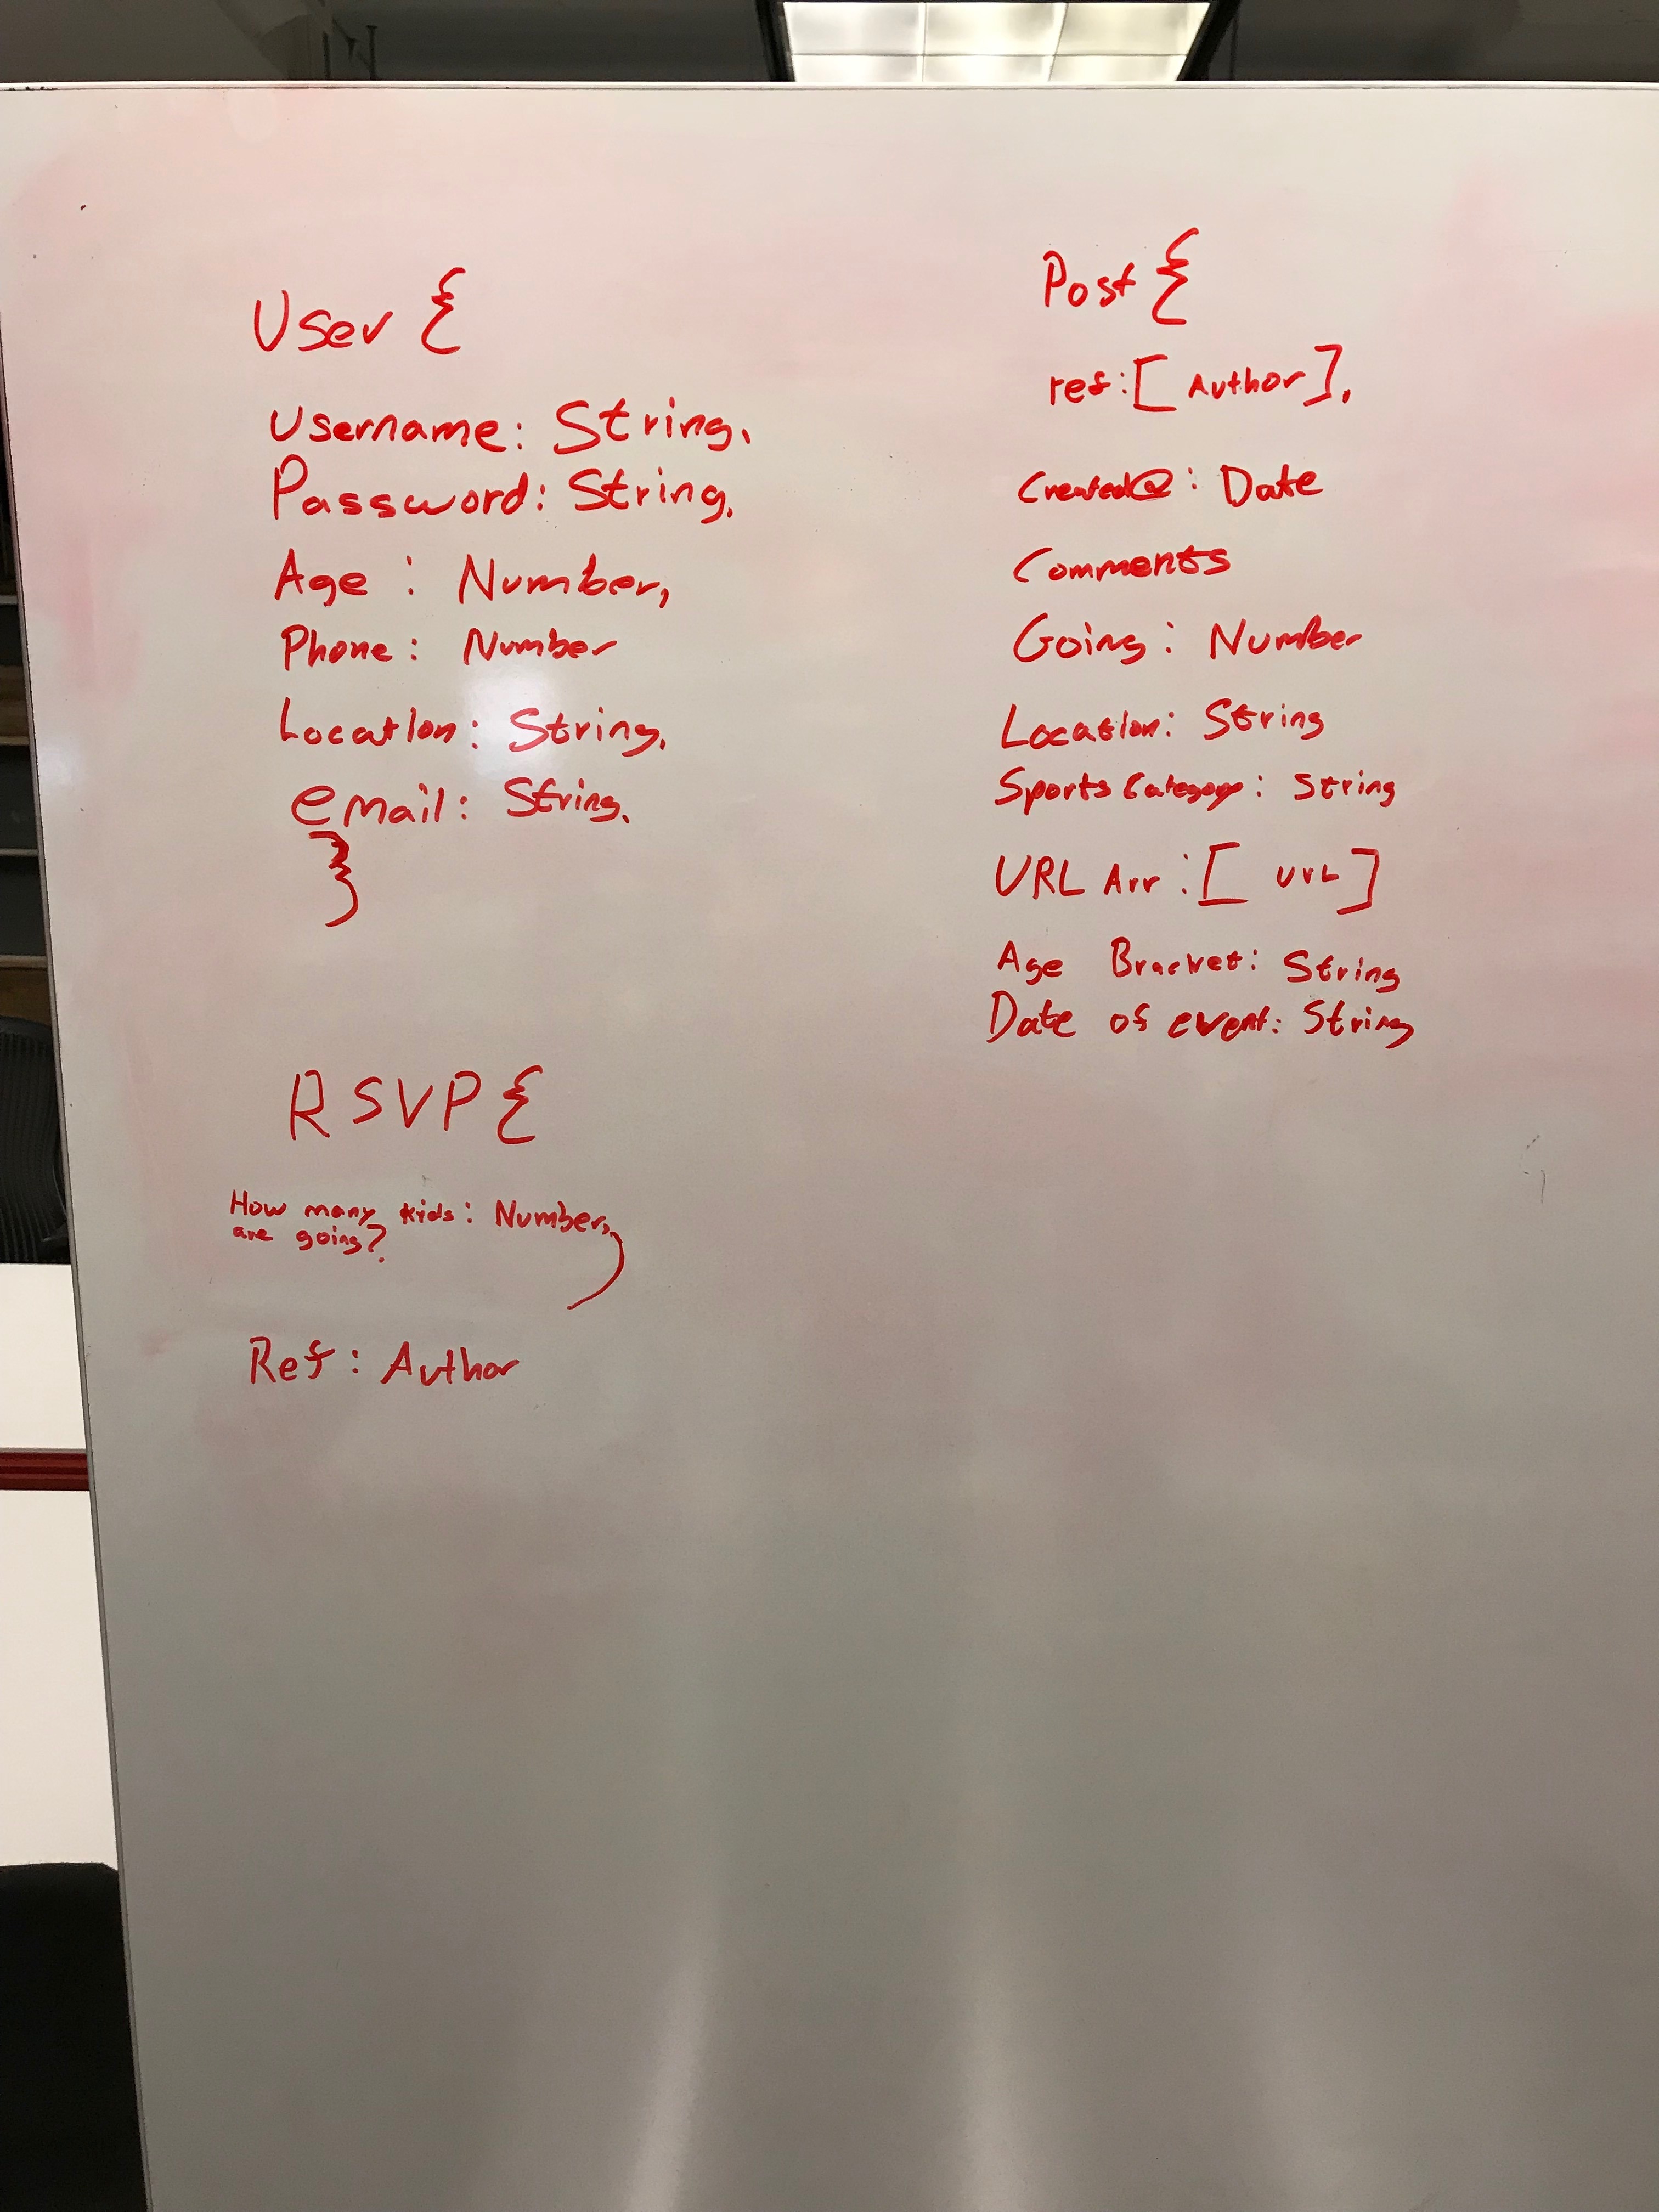 User {
Username: String,
Password: String,
Age : Number,
Phone: Number
Location: String,
email: String,
}
RSVP {
How many kids: Number,
are going?
Ref: Author
Post {
ref: [ Author ],
Created@: Date
Comments
Going: Number
Location: String
Sports Category: String
URL Arr: [ url ]
Age Bracket: String
Date of event: String